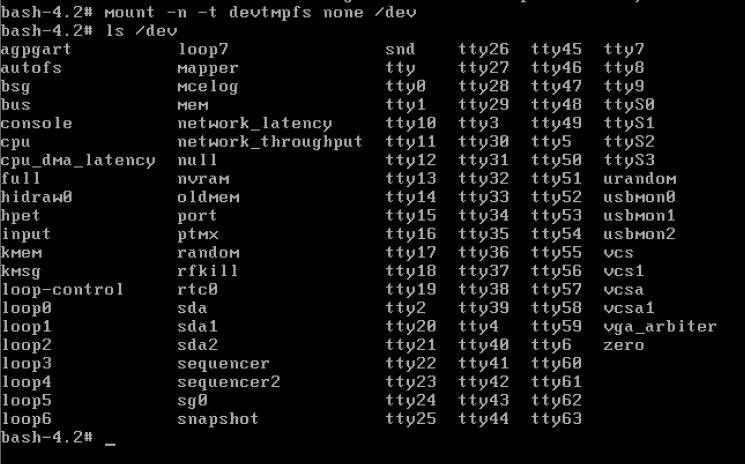 bash-4.2# mount -n -t devtmpfs none /dev
bash-4.2# ls /dev
agpgart loop7 snd tty26 tty45 tty7
autofs mapper tty tty27 tty46 tty8
bsg mcelog tty0 tty28 tty47 tty9
bus mem tty1 tty29 tty48 ttyS0
console network_latency tty10 tty3 tty49 ttyS1
cpu network_throughput tty11 tty30 tty5 ttyS2
cpu_dma_latency null tty12 tty31 tty50 ttyS3
full nvram tty13 tty32 tty51 urandom
hidraw0 oldmem tty14 tty33 tty52 usbmon0
hpet port tty15 tty34 tty53 usbmon1
input ptmx tty16 tty35 tty54 usbmon2
kmem random tty17 tty36 tty55 vcs
kmsg rfkill tty18 tty37 tty56 vcs1
loop-control rtc0 tty19 tty38 tty57 vcsa
loop0 sda tty2 tty39 tty58 vcsa1
loop1 sda1 tty20 tty4 tty59 vga_arbiter
loop2 sda2 tty21 tty40 tty6 zero
loop3 sequencer tty22 tty41 tty60
loop4 sequencer2 tty23 tty42 tty61
loop5 sg0 tty24 tty43 tty62
loop6 snapshot tty25 tty44 tty63
bash-4.2# _